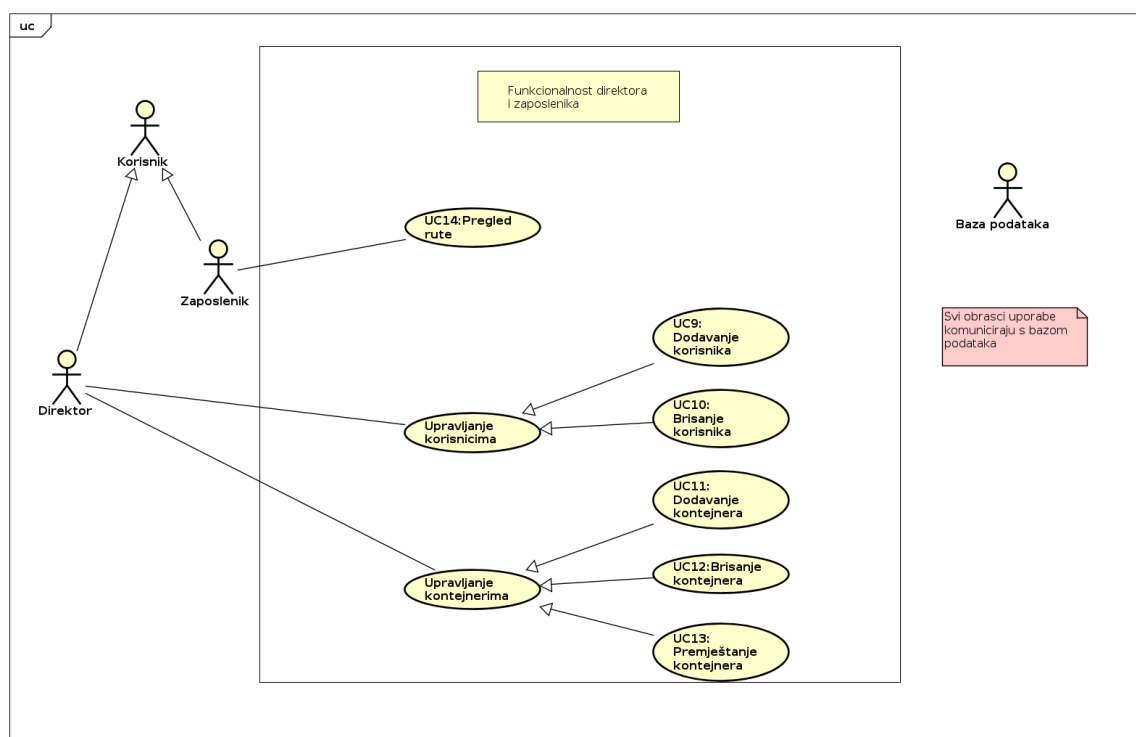 uc
Funkcionalnost direktora
i zaposlenika
Korisnik
Baza podataka
UC14:Pregled
rute
Zaposlenik
Svi obrasci uporabe
komuniciraju s bazom
podataka
UC9:
Dodavanje
korisnika
Direktor
UC10:
Brisanje
korisnika
Upravljanje
korisnicima
UC11:
Dodavanje
kontejnera
UC12:Brisanje
kontejnera
Upravljanje
kontejnerima
UC13:
Premještanje
kontejnera